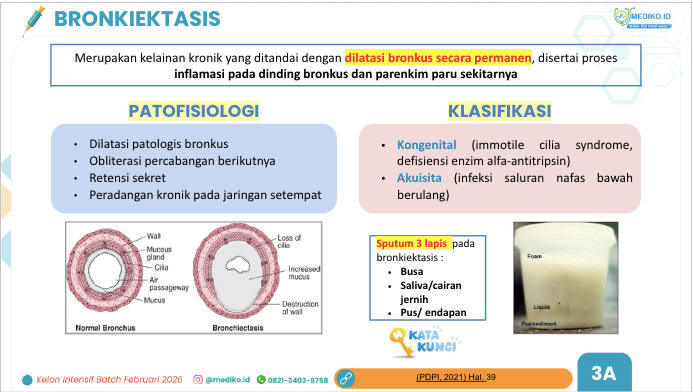 BRONKIEKTASIS
MEDIKO.ID
Merupakan kelainan kronik yang ditandai dengan dilatasi bronkus secara permanen, disertai proses
inflamasi pada dinding bronkus dan parenkim paru sekitarnya
PATOFISIOLOGI
• Dilatasi patologis bronkus
• Obliterasi percabangan berikutnya
• Retensi sekret
• Peradangan kronik pada jaringan setempat
KLASIFIKASI
• Kongenital (immotile cilia syndrome,
defisiensi enzim alfa-antitripsin)
• Akuisita (infeksi saluran nafas bawah
berulang)
Wall
Mucous
gland
Cilia
Air
passageway
Mucus
Normal Bronchus
Loss of
cilia
Increased
mucus
Destruction
of wall
Bronchiectasis
Sputum 3 lapis pada
bronkiektasis :
• Busa
• Saliva/cairan
jernih
• Pus/ endapan
Foam
Liquid
Pus/sediment
KATA
KUNCI
Kelon Intensif Batch Februari 2026
@mediko.id
0821-3403-8758
(PDPI, 2021) Hal. 39
3A